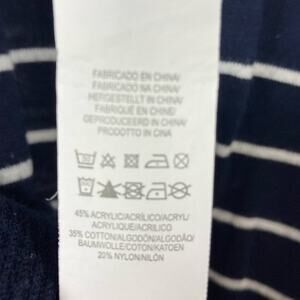 FABRICADO EN CHINA/
FABRICADO NA CHINA/
HERGESTELLT IN CHINA/
FABRIQUÉ EN CHINE/
GEPRODUCEERD IN CHINA/
PRODOTTO IN CINA
45% ACRYLIC/ACRÍLICO/ACRYL/
ACRYLIQUE/ACRILICO
35% COTTON/ALGODÓN/ALGODÃO/
BAUMWOLLE/COTON/KATOEN
20% NYLON/NILÓN